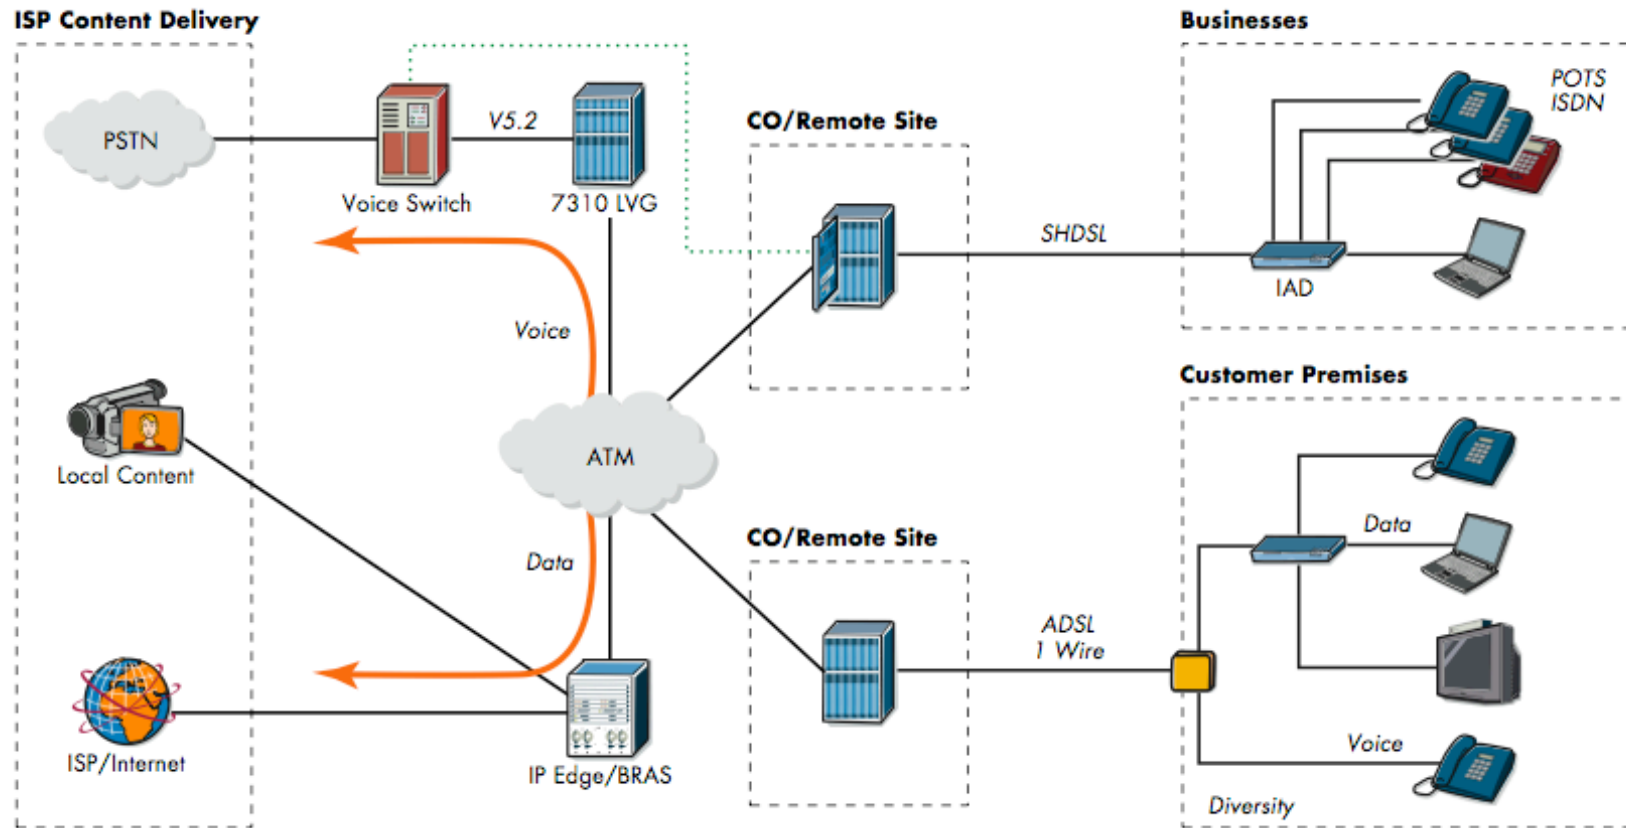 ISP Content Delivery
Businesses
POTS
ISDN
PSTN
V5.2
CO/Remote Site
Voice Switch
7310 LVG
SHDSL
IAD
Voice
Customer Premises
ATM
Local Content
Data
CO/Remote Site
Data
ADSL
1 Wire
Voice
ISP/Internet
IP Edge/BRAS
Diversity